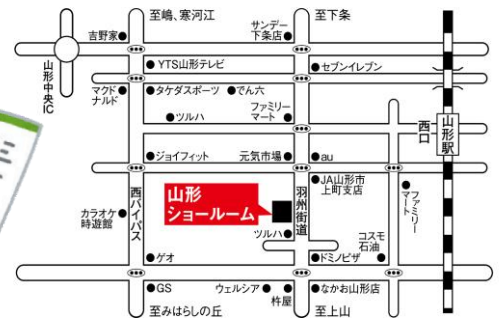 至嶋、寒河江
至下条
吉野家
サンデー
下条店
山形中央IC
YTS山形テレビ
セブンイレブン
マクド
ナルド
タケダスポーツ
でん六
ツルハ
ファミリー
マート
西口
山形駅
ジョイフィット
元気市場
au
JA山形市
上町支店
西バイパス
山形
ショールーム
羽州街道
ファミリー
マート
カラオケ
時遊館
ツルハ
コスモ
石油
ゲオ
ドミノピザ
GS
ウェルシア
杵屋
なかお山形店
至みはらしの丘
至上山